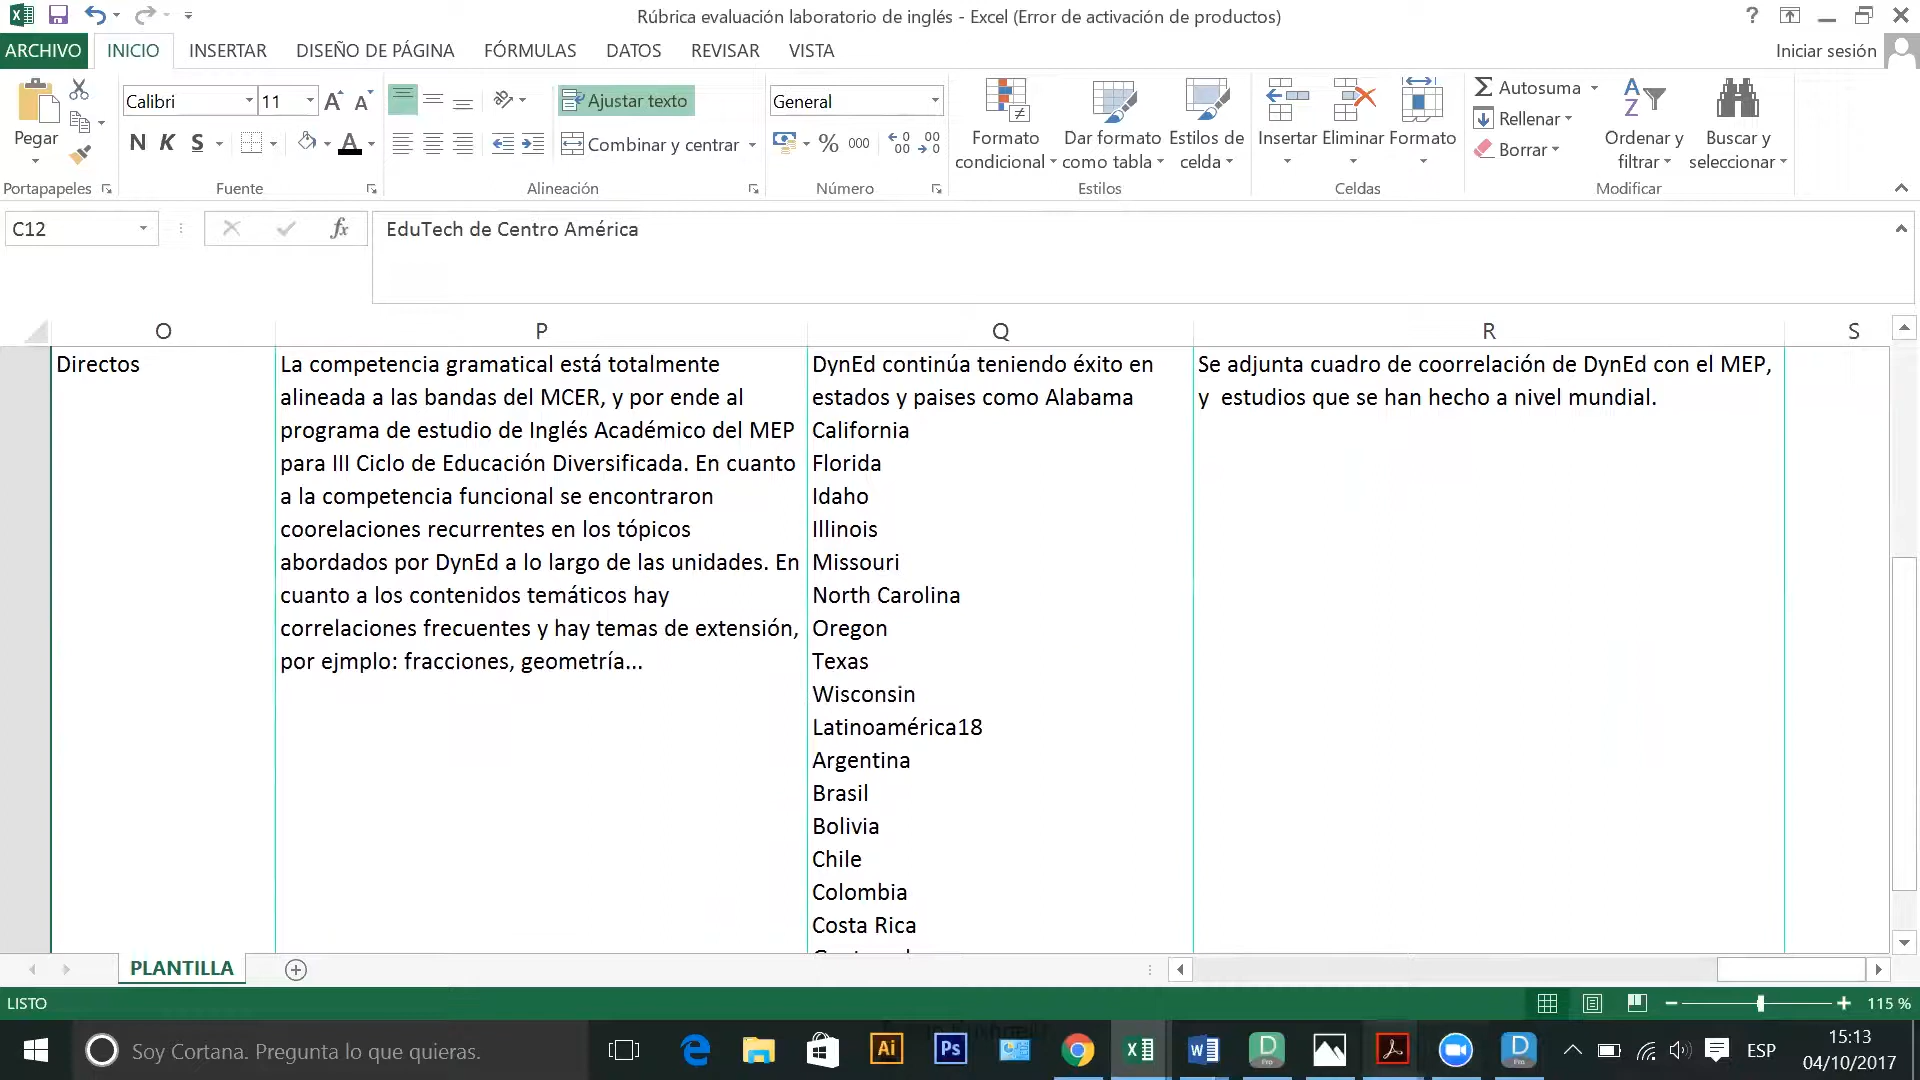 Rúbrica evaluación laboratorio de inglés - Excel (Error de activación de productos)
ARCHIVO INICIO INSERTAR DISEÑO DE PÁGINA FÓRMULAS DATOS REVISAR VISTA Iniciar sesión
Calibri 11 Ajustar texto General Autosuma
Pegar Rellenar
N K S Combinar y centrar % 000 Borrar
Formato condicional
Dar formato como tabla
Estilos de celda
Insertar Eliminar Formato
Ordenar y filtrar
Buscar y seleccionar
Portapapeles Fuente Alineación Número Estilos Celdas Modificar
C12 fx EduTech de Centro América
O P Q R S
Directos
La competencia gramatical está totalmente
alineada a las bandas del MCER, y por ende al
programa de estudio de Inglés Académico del MEP
para III Ciclo de Educación Diversificada. En cuanto
a la competencia funcional se encontraron
coorelaciones recurrentes en los tópicos
abordados por DynEd a lo largo de las unidades. En
cuanto a los contenidos temáticos hay
correlaciones frecuentes y hay temas de extensión,
por ejmplo: fracciones, geometría...
DynEd continúa teniendo éxito en
estados y paises como Alabama
California
Florida
Idaho
Illinois
Missouri
North Carolina
Oregon
Texas
Wisconsin
Latinoamérica18
Argentina
Brasil
Bolivia
Chile
Colombia
Costa Rica
Se adjunta cuadro de coorrelación de DynEd con el MEP,
y  estudios que se han hecho a nivel mundial.
PLANTILLA
LISTO 115 %
Soy Cortana. Pregunta lo que quieras.
Ai Ps ESP
15:13
04/10/2017